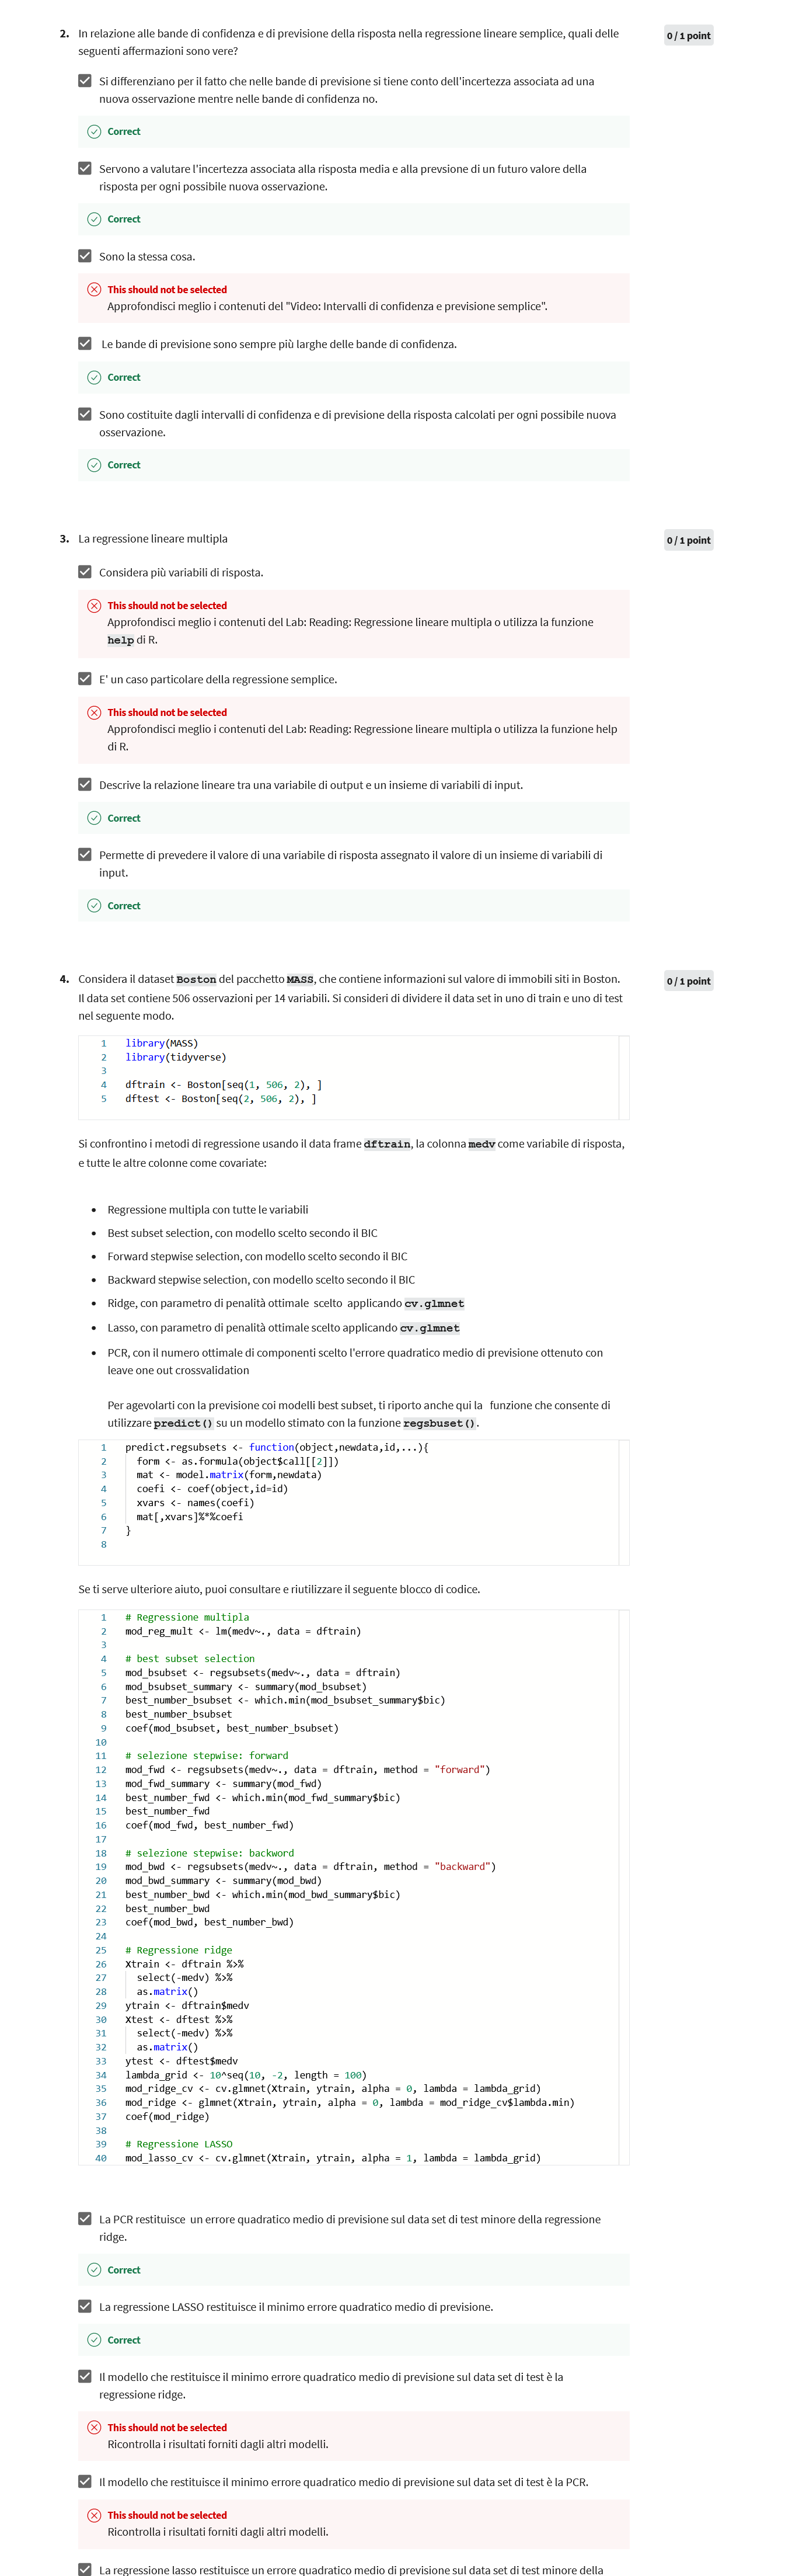 2. In relazione alle bande di confidenza e di previsione della risposta nella regressione lineare semplice, quali delle
seguenti affermazioni sono vere?
0 / 1 point
Si differenziano per il fatto che nelle bande di previsione si tiene conto dell'incertezza associata ad una
nuova osservazione mentre nelle bande di confidenza no.
Correct
Servono a valutare l'incertezza associata alla risposta media e alla prevsione di un futuro valore della
risposta per ogni possibile nuova osservazione.
Correct
Sono la stessa cosa.
This should not be selected
Approfondisci meglio i contenuti del "Video: Intervalli di confidenza e previsione semplice".
Le bande di previsione sono sempre più larghe delle bande di confidenza.
Correct
Sono costituite dagli intervalli di confidenza e di previsione della risposta calcolati per ogni possibile nuova
osservazione.
Correct
3. La regressione lineare multipla
0 / 1 point
Considera più variabili di risposta.
This should not be selected
Approfondisci meglio i contenuti del Lab: Reading: Regressione lineare multipla o utilizza la funzione
help di R.
E' un caso particolare della regressione semplice.
This should not be selected
Approfondisci meglio i contenuti del Lab: Reading: Regressione lineare multipla o utilizza la funzione help
di R.
Descrive la relazione lineare tra una variabile di output e un insieme di variabili di input.
Correct
Permette di prevedere il valore di una variabile di risposta assegnato il valore di un insieme di variabili di
input.
Correct
4. Considera il dataset Boston del pacchetto MASS, che contiene informazioni sul valore di immobili siti in Boston.
0 / 1 point
Il data set contiene 506 osservazioni per 14 variabili. Si consideri di dividere il data set in uno di train e uno di test
nel seguente modo.
1 library(MASS)
2 library(tidyverse)
3
4 dftrain <- Boston[seq(1, 506, 2), ]
5 dftest <- Boston[seq(2, 506, 2), ]
Si confrontino i metodi di regressione usando il data frame dftrain, la colonna medv come variabile di risposta,
e tutte le altre colonne come covariate:
• Regressione multipla con tutte le variabili
• Best subset selection, con modello scelto secondo il BIC
• Forward stepwise selection, con modello scelto secondo il BIC
• Backward stepwise selection, con modello scelto secondo il BIC
• Ridge, con parametro di penalità ottimale scelto applicando cv.glmnet
• Lasso, con parametro di penalità ottimale scelto applicando cv.glmnet
• PCR, con il numero ottimale di componenti scelto l'errore quadratico medio di previsione ottenuto con
leave one out crossvalidation
Per agevolarti con la previsione coi modelli best subset, ti riporto anche qui la funzione che consente di
utilizzare predict() su un modello stimato con la funzione regsbuset().
1 predict.regsubsets <- function(object,newdata,id,...){
2 form <- as.formula(object$call[[2]])
3 mat <- model.matrix(form,newdata)
4 coefi <- coef(object,id=id)
5 xvars <- names(coefi)
6 mat[,xvars]%*%coefi
7 }
8
Se ti serve ulteriore aiuto, puoi consultare e riutilizzare il seguente blocco di codice.
1 # Regressione multipla
2 mod_reg_mult <- lm(medv~., data = dftrain)
3
4 # best subset selection
5 mod_bsubset <- regsubsets(medv~., data = dftrain)
6 mod_bsubset_summary <- summary(mod_bsubset)
7 best_number_bsubset <- which.min(mod_bsubset_summary$bic)
8 best_number_bsubset
9 coef(mod_bsubset, best_number_bsubset)
10
11 # selezione stepwise: forward
12 mod_fwd <- regsubsets(medv~., data = dftrain, method = "forward")
13 mod_fwd_summary <- summary(mod_fwd)
14 best_number_fwd <- which.min(mod_fwd_summary$bic)
15 best_number_fwd
16 coef(mod_fwd, best_number_fwd)
17
18 # selezione stepwise: backword
19 mod_bwd <- regsubsets(medv~., data = dftrain, method = "backward")
20 mod_bwd_summary <- summary(mod_bwd)
21 best_number_bwd <- which.min(mod_bwd_summary$bic)
22 best_number_bwd
23 coef(mod_bwd, best_number_bwd)
24
25 # Regressione ridge
26 Xtrain <- dftrain %>%
27 select(-medv) %>%
28 as.matrix()
29 ytrain <- dftrain$medv
30 Xtest <- dftest %>%
31 select(-medv) %>%
32 as.matrix()
33 ytest <- dftest$medv
34 lambda_grid <- 10^seq(10, -2, length = 100)
35 mod_ridge_cv <- cv.glmnet(Xtrain, ytrain, alpha = 0, lambda = lambda_grid)
36 mod_ridge <- glmnet(Xtrain, ytrain, alpha = 0, lambda = mod_ridge_cv$lambda.min)
37 coef(mod_ridge)
38
39 # Regressione LASSO
40 mod_lasso_cv <- cv.glmnet(Xtrain, ytrain, alpha = 1, lambda = lambda_grid)
La PCR restituisce un errore quadratico medio di previsione sul data set di test minore della regressione
ridge.
Correct
La regressione LASSO restituisce il minimo errore quadratico medio di previsione.
Correct
Il modello che restituisce il minimo errore quadratico medio di previsione sul data set di test è la
regressione ridge.
This should not be selected
Ricontrolla i risultati forniti dagli altri modelli.
Il modello che restituisce il minimo errore quadratico medio di previsione sul data set di test è la PCR.
This should not be selected
Ricontrolla i risultati forniti dagli altri modelli.
La regressione lasso restituisce un errore quadratico medio di previsione sul data set di test minore della